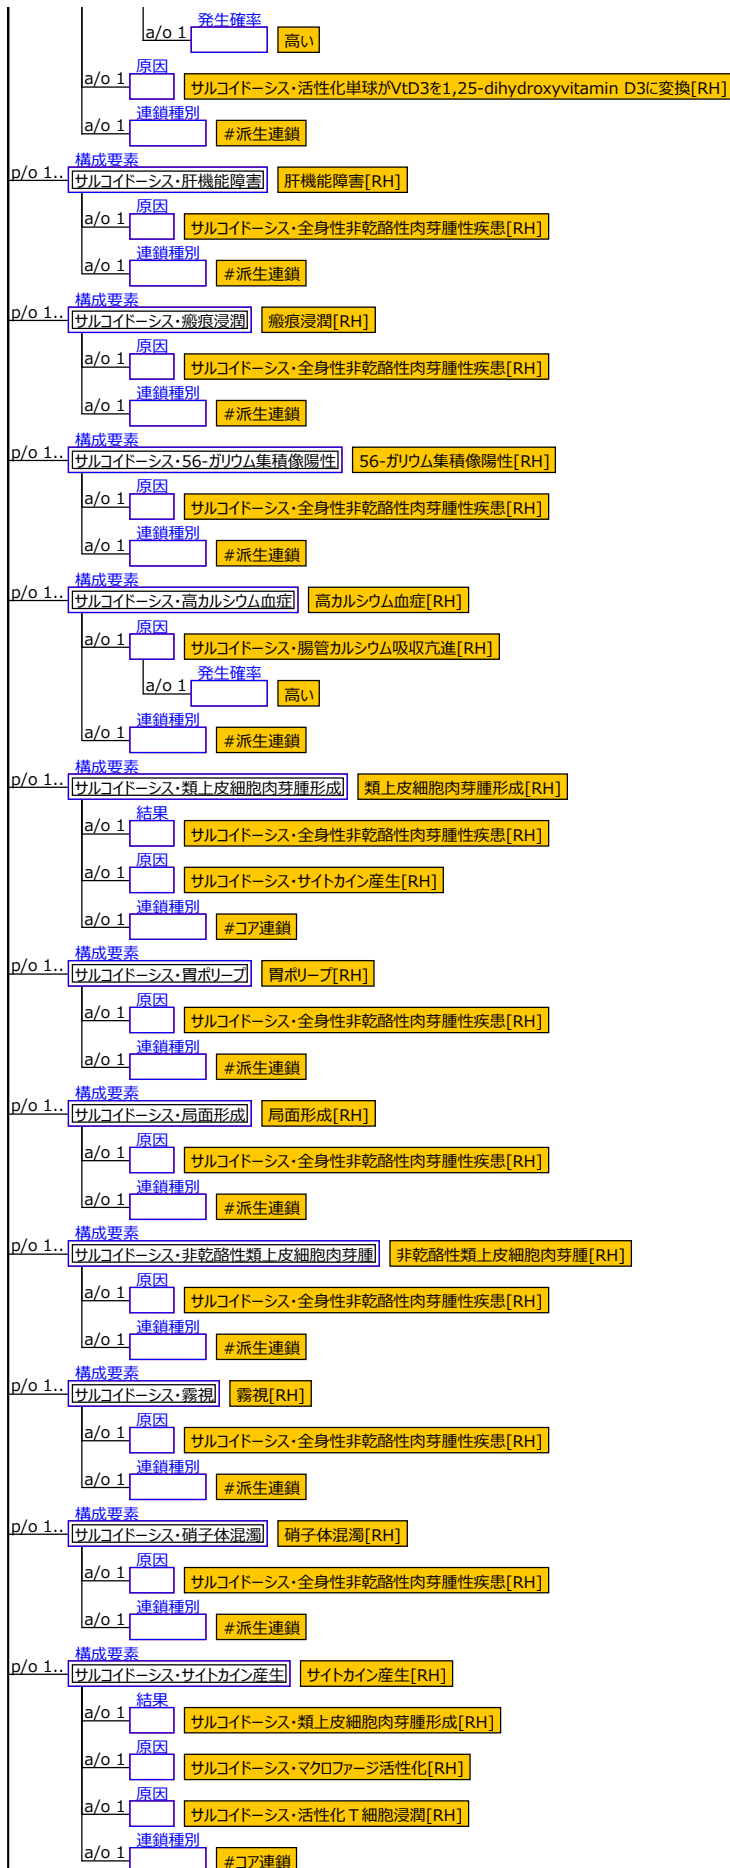 発生確率
a/o 1 高い
原因
a/o 1 サルコイドーシス・活性化単球がVtD3を1,25-dihydroxyvitamin D3に変換[RH]
連鎖種別
a/o 1 #派生連鎖
構成要素
p/o 1.. サルコイドーシス・肝機能障害 肝機能障害[RH]
原因
a/o 1 サルコイドーシス・全身性非乾酪性肉芽腫性疾患[RH]
連鎖種別
a/o 1 #派生連鎖
構成要素
p/o 1.. サルコイドーシス・瘢痕浸潤 瘢痕浸潤[RH]
原因
a/o 1 サルコイドーシス・全身性非乾酪性肉芽腫性疾患[RH]
連鎖種別
a/o 1 #派生連鎖
構成要素
p/o 1.. サルコイドーシス・56-ガリウム集積像陽性 56-ガリウム集積像陽性[RH]
原因
a/o 1 サルコイドーシス・全身性非乾酪性肉芽腫性疾患[RH]
連鎖種別
a/o 1 #派生連鎖
構成要素
p/o 1.. サルコイドーシス・高カルシウム血症 高カルシウム血症[RH]
原因
a/o 1 サルコイドーシス・腸管カルシウム吸収亢進[RH]
発生確率
a/o 1 高い
連鎖種別
a/o 1 #派生連鎖
構成要素
p/o 1.. サルコイドーシス・類上皮細胞肉芽腫形成 類上皮細胞肉芽腫形成[RH]
結果
a/o 1 サルコイドーシス・全身性非乾酪性肉芽腫性疾患[RH]
原因
a/o 1 サルコイドーシス・サイトカイン産生[RH]
連鎖種別
a/o 1 #コア連鎖
構成要素
p/o 1.. サルコイドーシス・胃ポリープ 胃ポリープ[RH]
原因
a/o 1 サルコイドーシス・全身性非乾酪性肉芽腫性疾患[RH]
連鎖種別
a/o 1 #派生連鎖
構成要素
p/o 1.. サルコイドーシス・局面形成 局面形成[RH]
原因
a/o 1 サルコイドーシス・全身性非乾酪性肉芽腫性疾患[RH]
連鎖種別
a/o 1 #派生連鎖
構成要素
p/o 1.. サルコイドーシス・非乾酪性類上皮細胞肉芽腫 非乾酪性類上皮細胞肉芽腫[RH]
原因
a/o 1 サルコイドーシス・全身性非乾酪性肉芽腫性疾患[RH]
連鎖種別
a/o 1 #派生連鎖
構成要素
p/o 1.. サルコイドーシス・霧視 霧視[RH]
原因
a/o 1 サルコイドーシス・全身性非乾酪性肉芽腫性疾患[RH]
連鎖種別
a/o 1 #派生連鎖
構成要素
p/o 1.. サルコイドーシス・硝子体混濁 硝子体混濁[RH]
原因
a/o 1 サルコイドーシス・全身性非乾酪性肉芽腫性疾患[RH]
連鎖種別
a/o 1 #派生連鎖
構成要素
p/o 1.. サルコイドーシス・サイトカイン産生 サイトカイン産生[RH]
結果
a/o 1 サルコイドーシス・類上皮細胞肉芽腫形成[RH]
原因
a/o 1 サルコイドーシス・マクロファージ活性化[RH]
原因
a/o 1 サルコイドーシス・活性化Ｔ細胞浸潤[RH]
連鎖種別
a/o 1 #コア連鎖